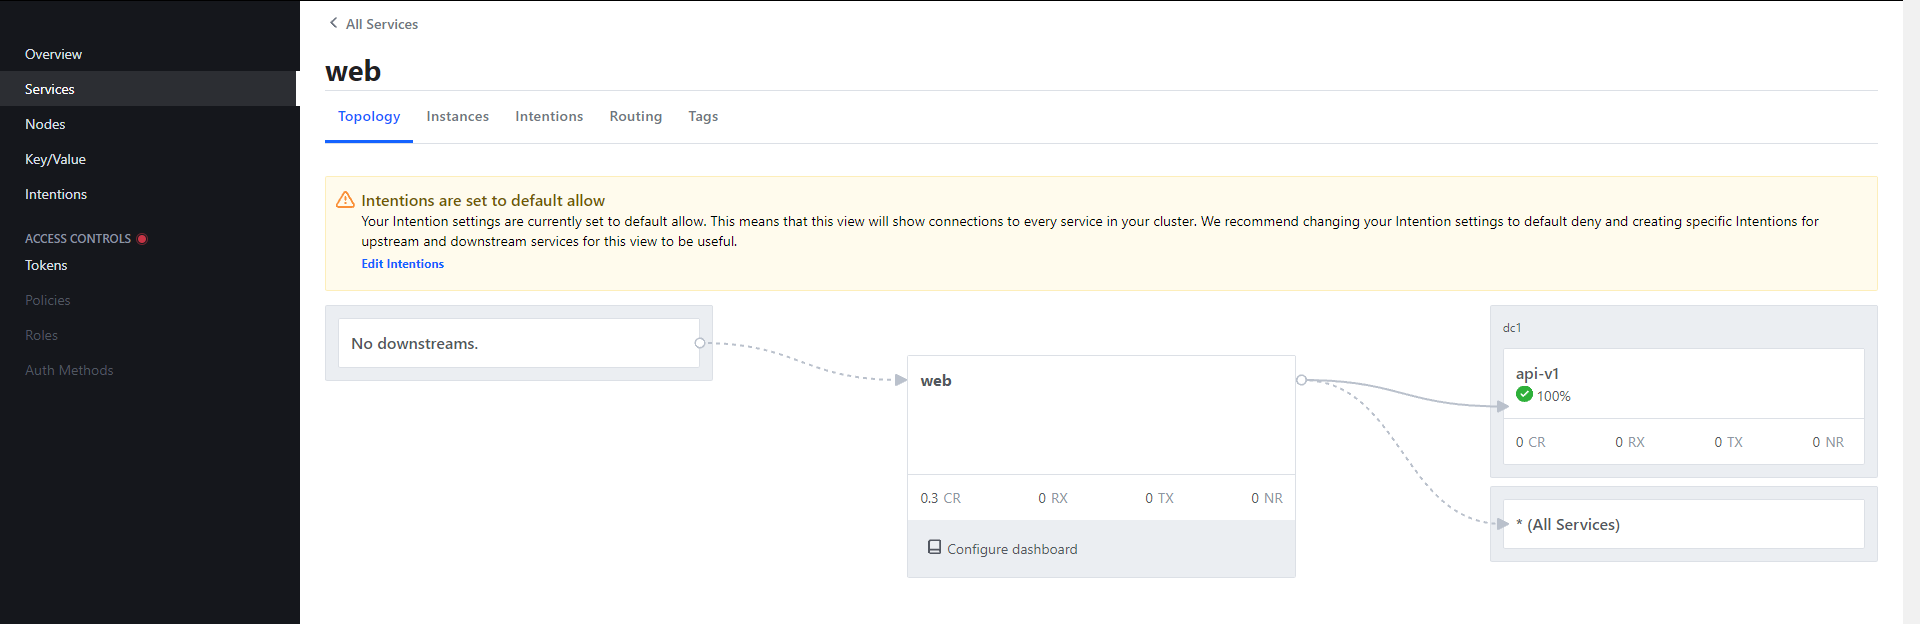 Overview
Services
Nodes
Key/Value
Intentions
ACCESS CONTROLS
Tokens
Policies
Roles
Auth Methods
All Services
web
Topology Instances Intentions Routing Tags
Intentions are set to default allow
Your Intention settings are currently set to default allow. This means that this view will show connections to every service in your cluster. We recommend changing your Intention settings to default deny and creating specific Intentions for
upstream and downstream services for this view to be useful.
Edit Intentions
No downstreams.
web
0.3 CR 0 RX 0 TX 0 NR
Configure dashboard
dc1
api-v1
100%
0 CR 0 RX 0 TX 0 NR
* (All Services)